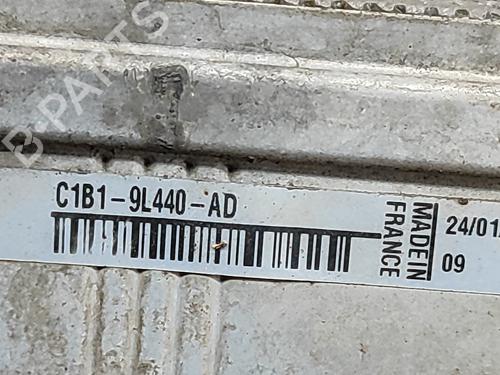 B-PARTS
C1B1-9L440-AD
MADE IN
FRANCE
24/01
09